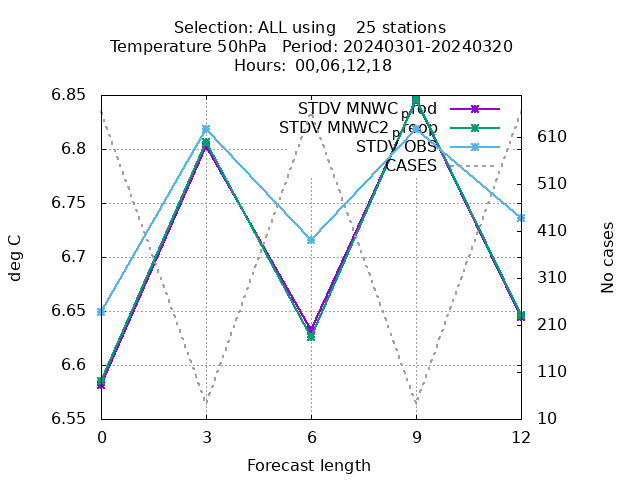 Selection: ALL using    25 stations
Temperature 50hPa   Period: 20240301-20240320
Hours:  00,06,12,18
STDV MNWC_prod
STDV MNWC2_preop
STDV OBS
CASES
6.85
6.8
6.75
6.7
6.65
6.6
6.55
610
510
410
310
210
110
10
deg C
No cases
0 3 6 9 12
Forecast length